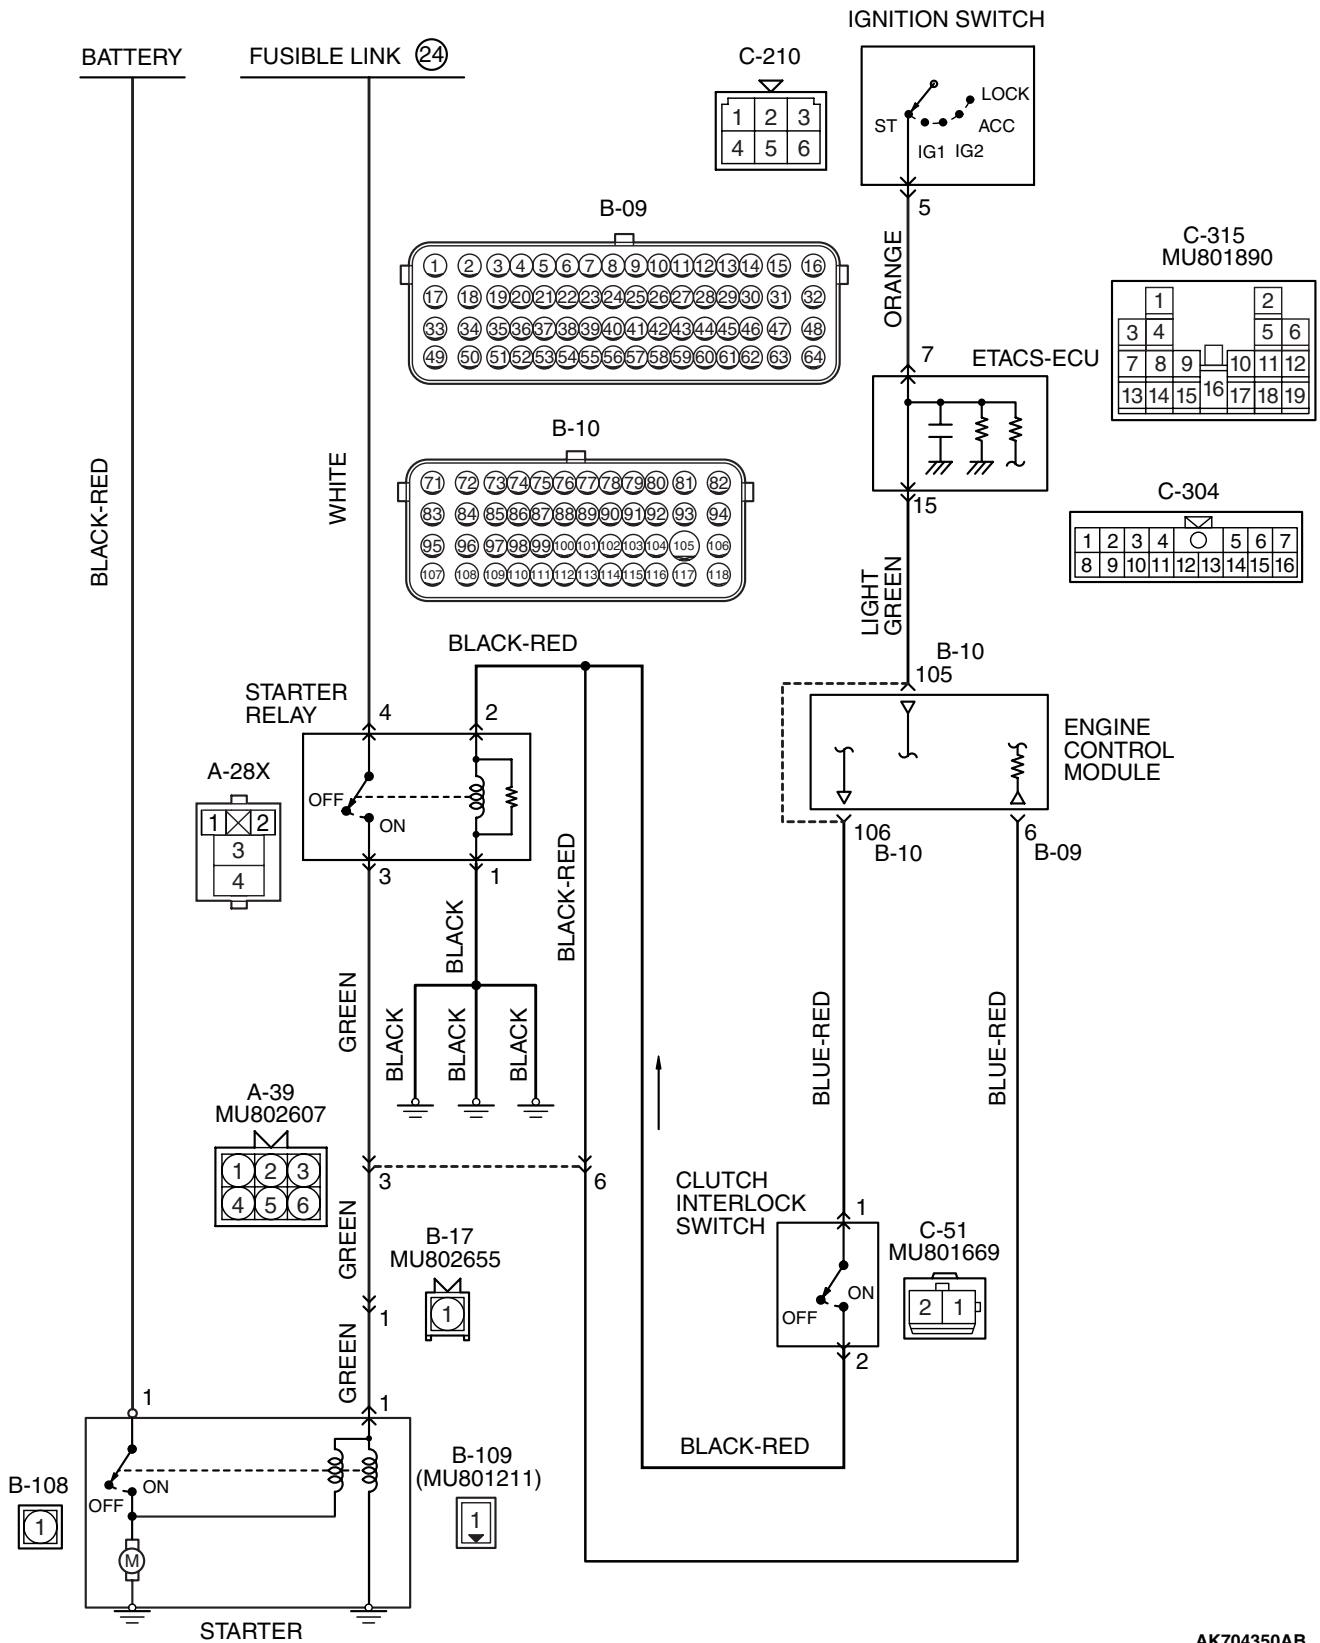 IGNITION SWITCH
BATTERY
FUSIBLE LINK 24
C-210
1 2 3
4 5 6
LOCK
ST
ACC
IG1 IG2
5
B-09
1 2 3 4 5 6 7 8 9 10 11 12 13 14 15 16
17 18 19 20 21 22 23 24 25 26 27 28 29 30 31 32
33 34 35 36 37 38 39 40 41 42 43 44 45 46 47 48
49 50 51 52 53 54 55 56 57 58 59 60 61 62 63 64
ORANGE
C-315
MU801890
1 2
3 4 5 6
7 8 9 10 11 12
13 14 15 16 17 18 19
7
ETACS-ECU
15
B-10
71 72 73 74 75 76 77 78 79 80 81 82
83 84 85 86 87 88 89 90 91 92 93 94
95 96 97 98 99 100 101 102 103 104 105 106
107 108 109 110 111 112 113 114 115 116 117 118
C-304
1 2 3 4 5 6 7
8 9 10 11 12 13 14 15 16
BLACK-RED
WHITE
LIGHT
GREEN
BLACK-RED
B-10
105
STARTER
RELAY
4
2
ENGINE
CONTROL
MODULE
A-28X
1 2
3
4
OFF
ON
3
1
106
B-10
6
B-09
BLACK
BLACK-RED
GREEN
BLACK
BLACK
BLACK
BLUE-RED
BLUE-RED
A-39
MU802607
1 2 3
4 5 6
3
6
CLUTCH
INTERLOCK
SWITCH
1
C-51
MU801669
2 1
ON
OFF
2
GREEN
B-17
MU802655
1
1
GREEN
1
1
BLACK-RED
B-108
1
ON
OFF
M
B-109
(MU801211)
1
STARTER
AK704350AB